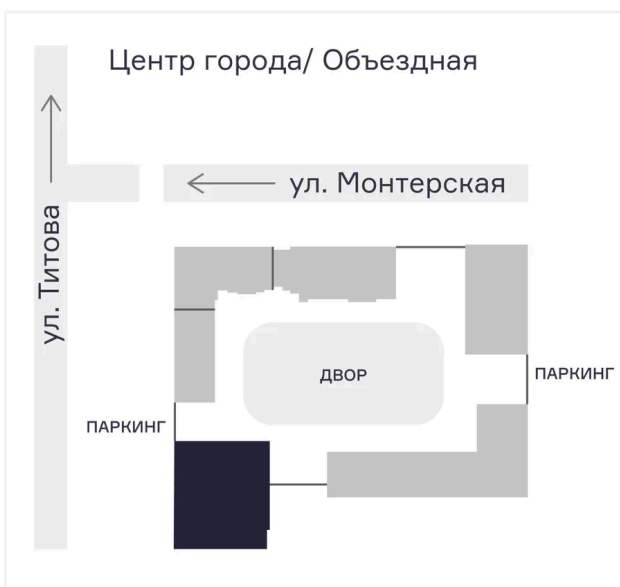 Центр города/ Объездная
ул. Монтерская
ул. Титова
ДВОР
ПАРКИНГ
ПАРКИНГ